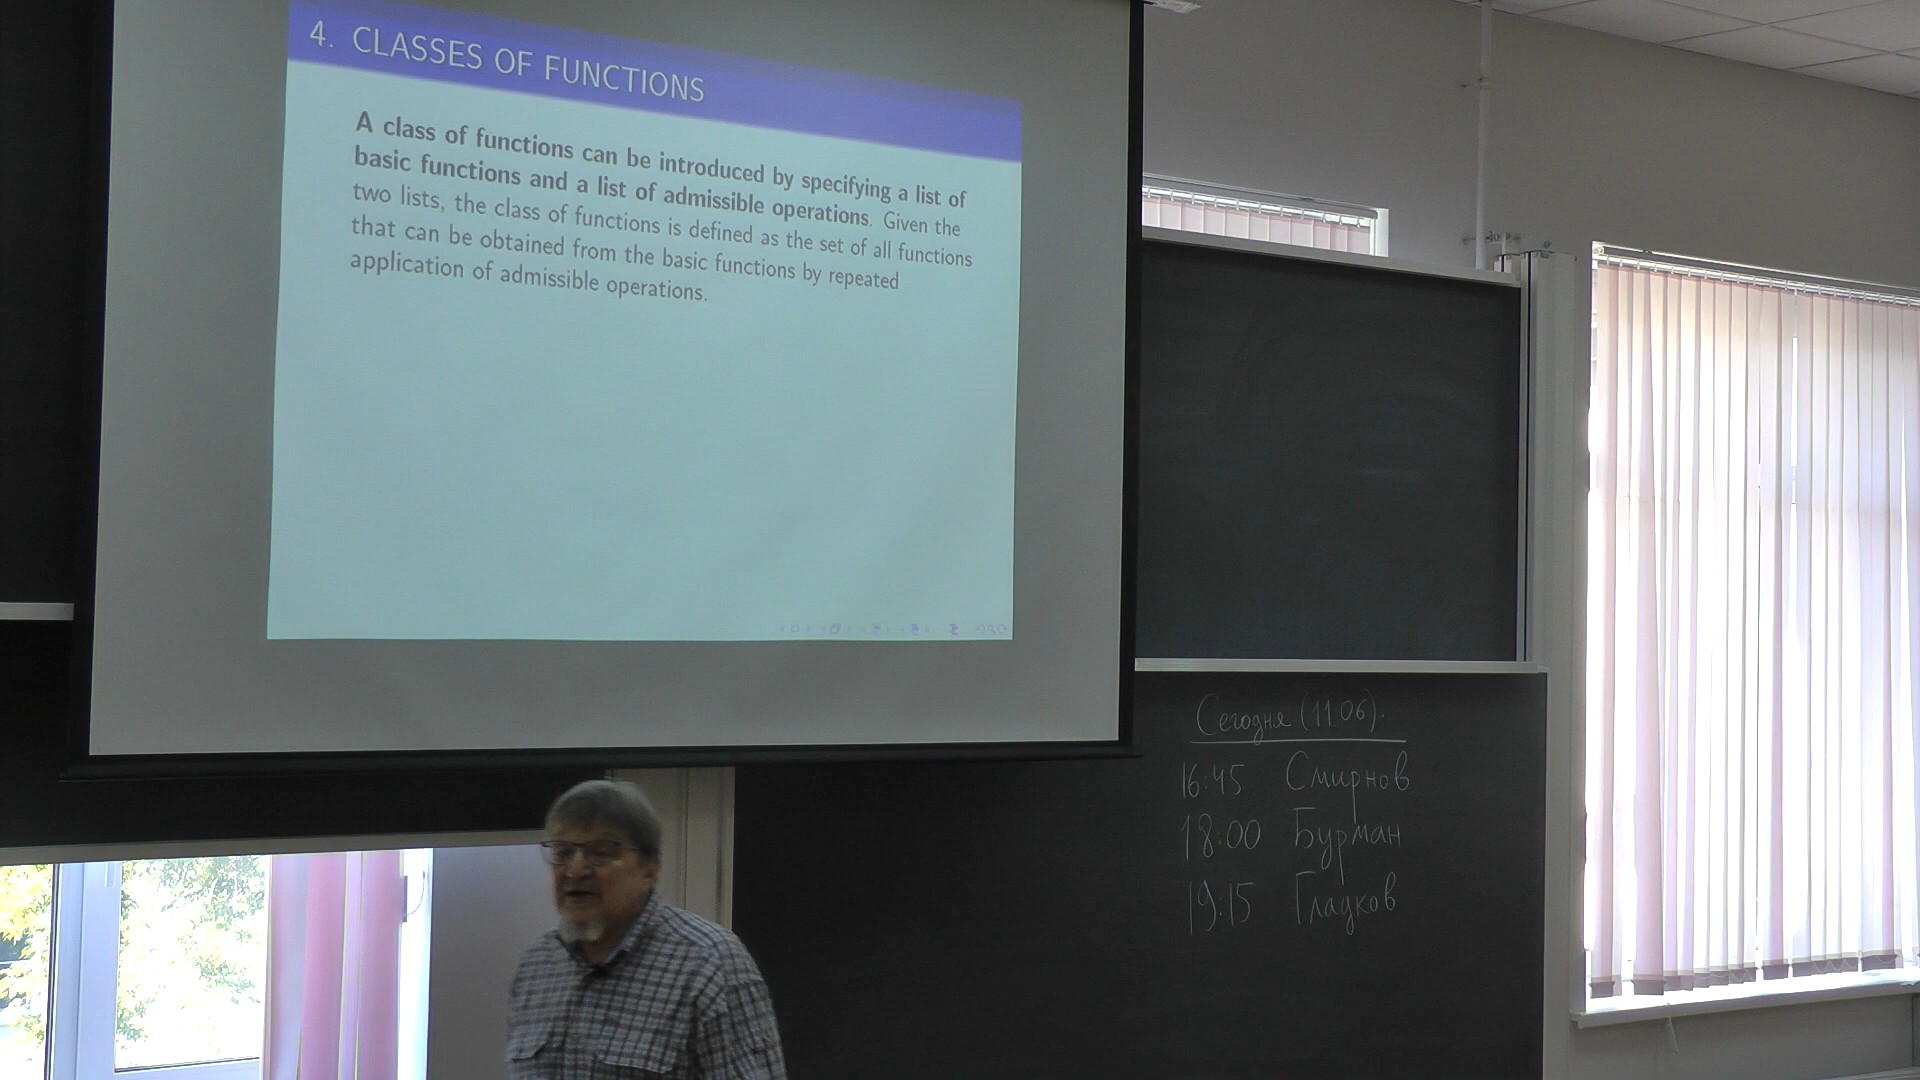 4. CLASSES OF FUNCTIONS
A class of functions can be introduced by specifying a list of
basic functions and a list of admissible operations. Given the
two lists, the class of functions is defined as the set of all functions
that can be obtained from the basic functions by repeated
application of admissible operations.
Сегодня (11.06).
16:45 Смирнов
18:00 Бурман
19:15 Гладков